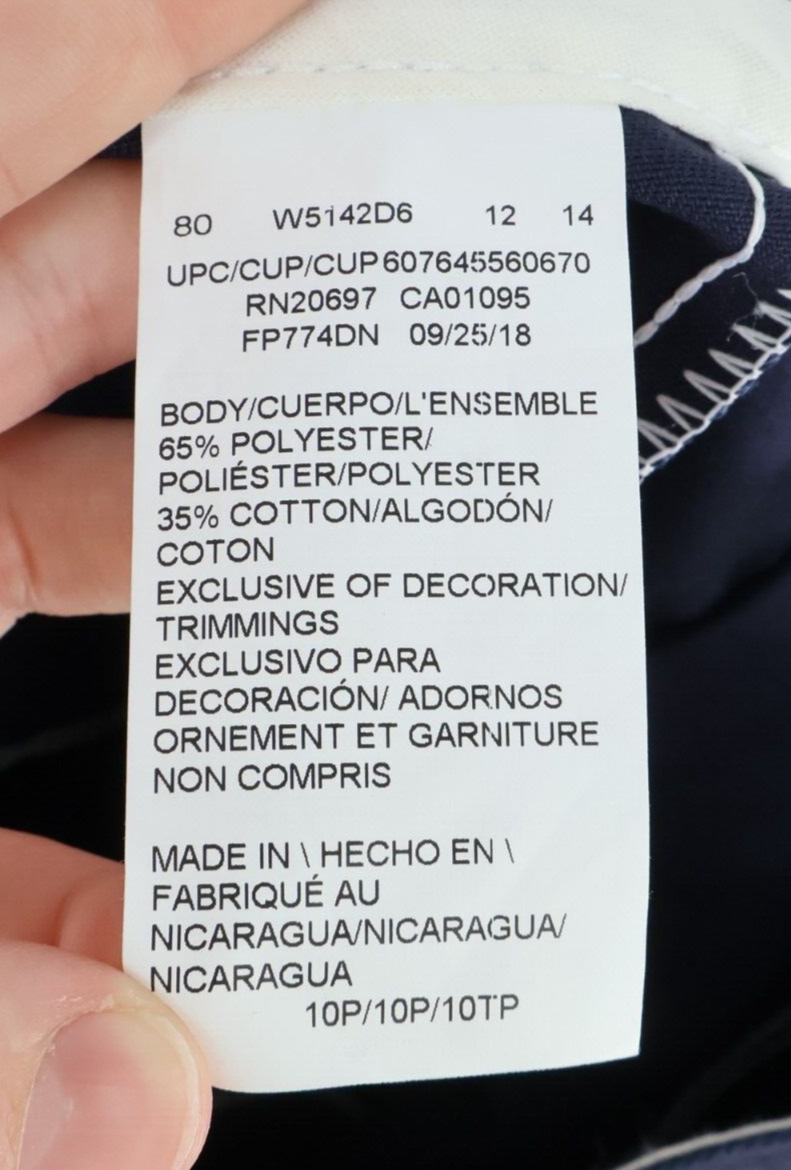 80 W5142D6 12 14
UPC/CUP/CUP 607645560670
RN20697 CA01095
FP774DN 09/25/18
BODY/CUERPO/L'ENSEMBLE
65% POLYESTER/
POLIÉSTER/POLYESTER
35% COTTON/ALGODÓN/
COTON
EXCLUSIVE OF DECORATION/
TRIMMINGS
EXCLUSIVO PARA
DECORACIÓN/ ADORNOS
ORNEMENT ET GARNITURE
NON COMPRIS
MADE IN \ HECHO EN \
FABRIQUÉ AU
NICARAGUA/NICARAGUA/
NICARAGUA
10P/10P/10TP